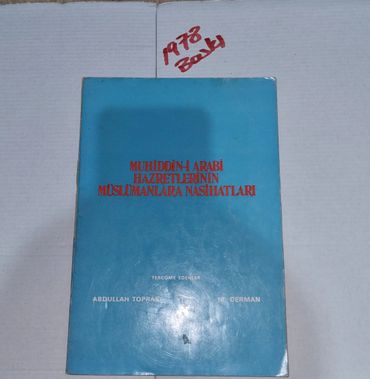 1978
Baskı
MUHİDDİN-İ ARABİ
HAZRETLERİNİN
MÜSLÜMANLARA NASİHATLARI
TERCÜME EDENLER
ABDULLAH TOPRAK
M. DERMAN